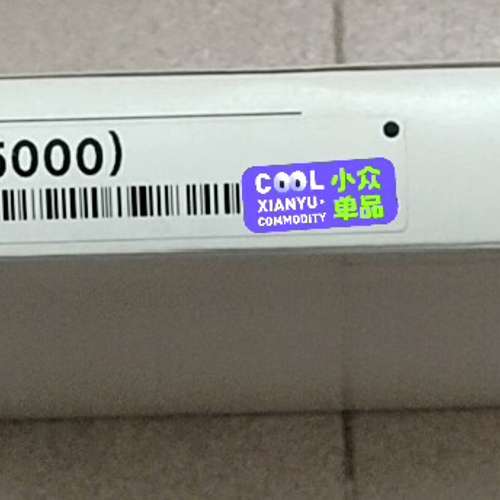 5000)
COOL 小众
XIANYU· 单品
COMMODITY